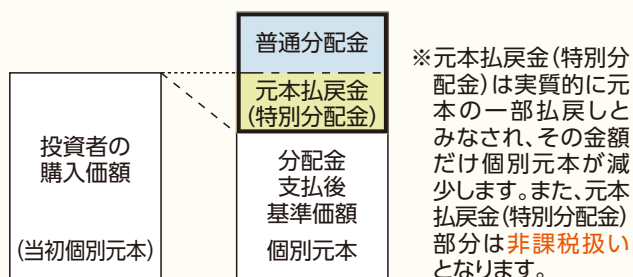 普通分配金
元本払戻金
(特別分配金)
投資者の
購入価額
(当初個別元本)
分配金
支払後
基準価額
個別元本
※元本払戻金(特別分
配金)は実質的に元
本の一部払戻しと
みなされ、その金額
だけ個別元本が減
少します。また、元本
払戻金(特別分配金)
部分は非課税扱い
となります。